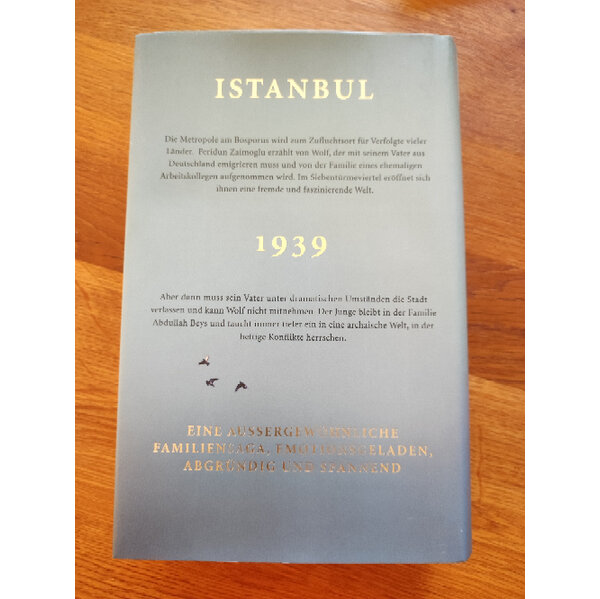 ISTANBUL
Die Metropole am Bosporus wird zum Zufluchtsort für Verfolgte vieler
Länder. Feridun Zaimoglu erzählt von Wolf, der mit seinem Vater aus
Deutschland emigrieren muss und von der Familie eines ehemaligen
Arbeitskollegen aufgenommen wird. Im Siebentürmeviertel eröffnet sich
ihnen eine fremde und faszinierende Welt.
1939
Aber dann muss sein Vater unter dramatischen Umständen die Stadt
verlassen und kann Wolf nicht mitnehmen. Der Junge bleibt in der Familie
Abdullah Beys und taucht immer tiefer ein in eine archaische Welt, in der
heftige Konflikte herrschen.
EINE AUSSERGEWÖHNLICHE
FAMILIENSAGA, EMOTIONSGELADEN,
ABGRÜNDIG UND SPANNEND